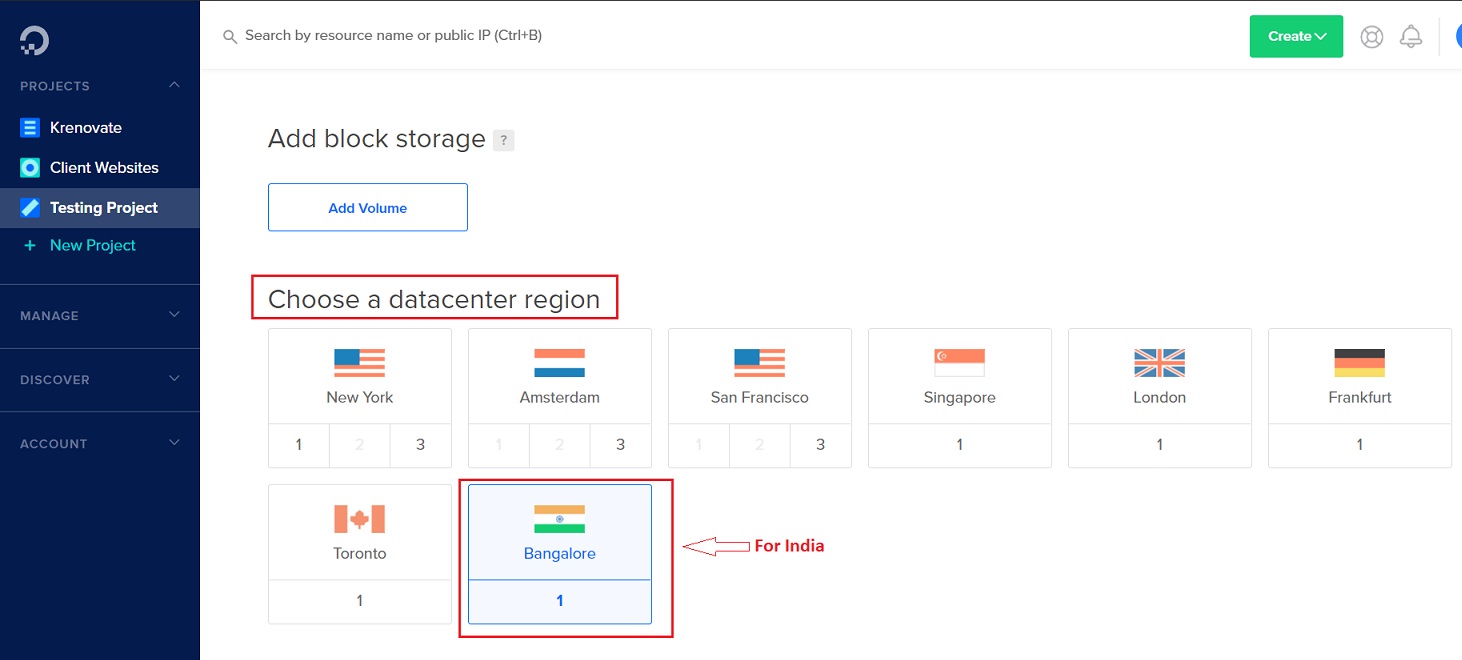 Search by resource name or public IP (Ctrl+B)
Create
PROJECTS
Krenovate
Client Websites
Testing Project
+ New Project
MANAGE
DISCOVER
ACCOUNT
Add block storage ?
Add Volume
Choose a datacenter region
New York
1 2 3
Amsterdam
1 2 3
San Francisco
1 2 3
Singapore
1
London
1
Frankfurt
1
Toronto
1
Bangalore
1
For India